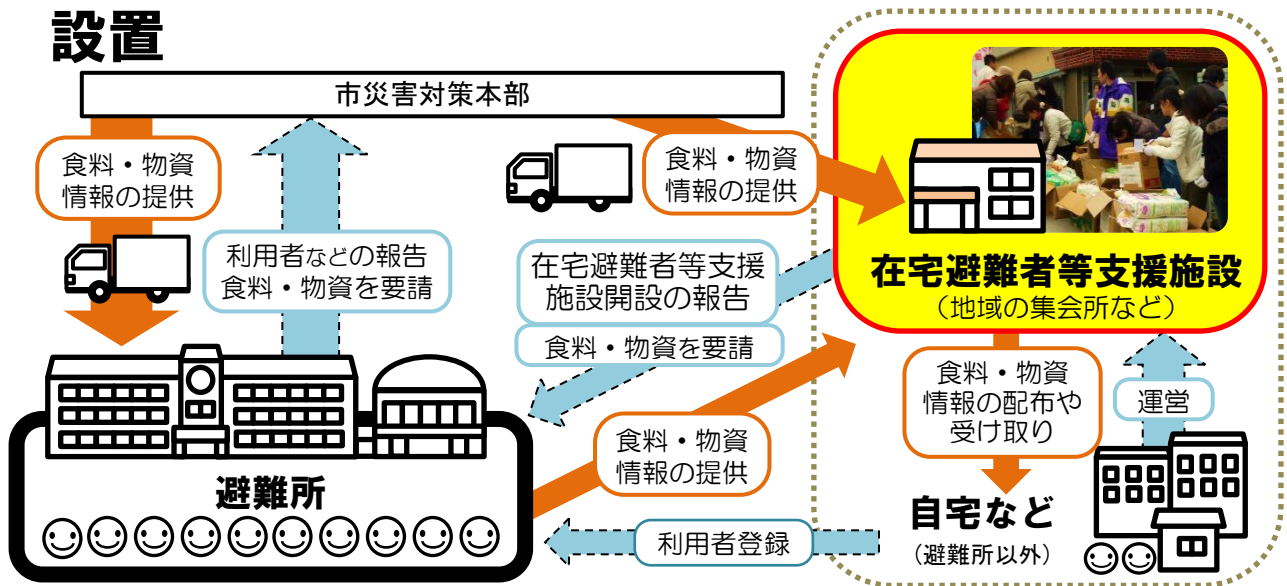 設置
市災害対策本部
食料・物資
情報の提供
利用者などの報告
食料・物資を要請
食料・物資
情報の提供
在宅避難者等支援
施設開設の報告
食料・物資を要請
在宅避難者等支援施設
（地域の集会所など）
食料・物資
情報の配布や
受け取り
運営
食料・物資
情報の提供
避難所
利用者登録
自宅など
（避難所以外）